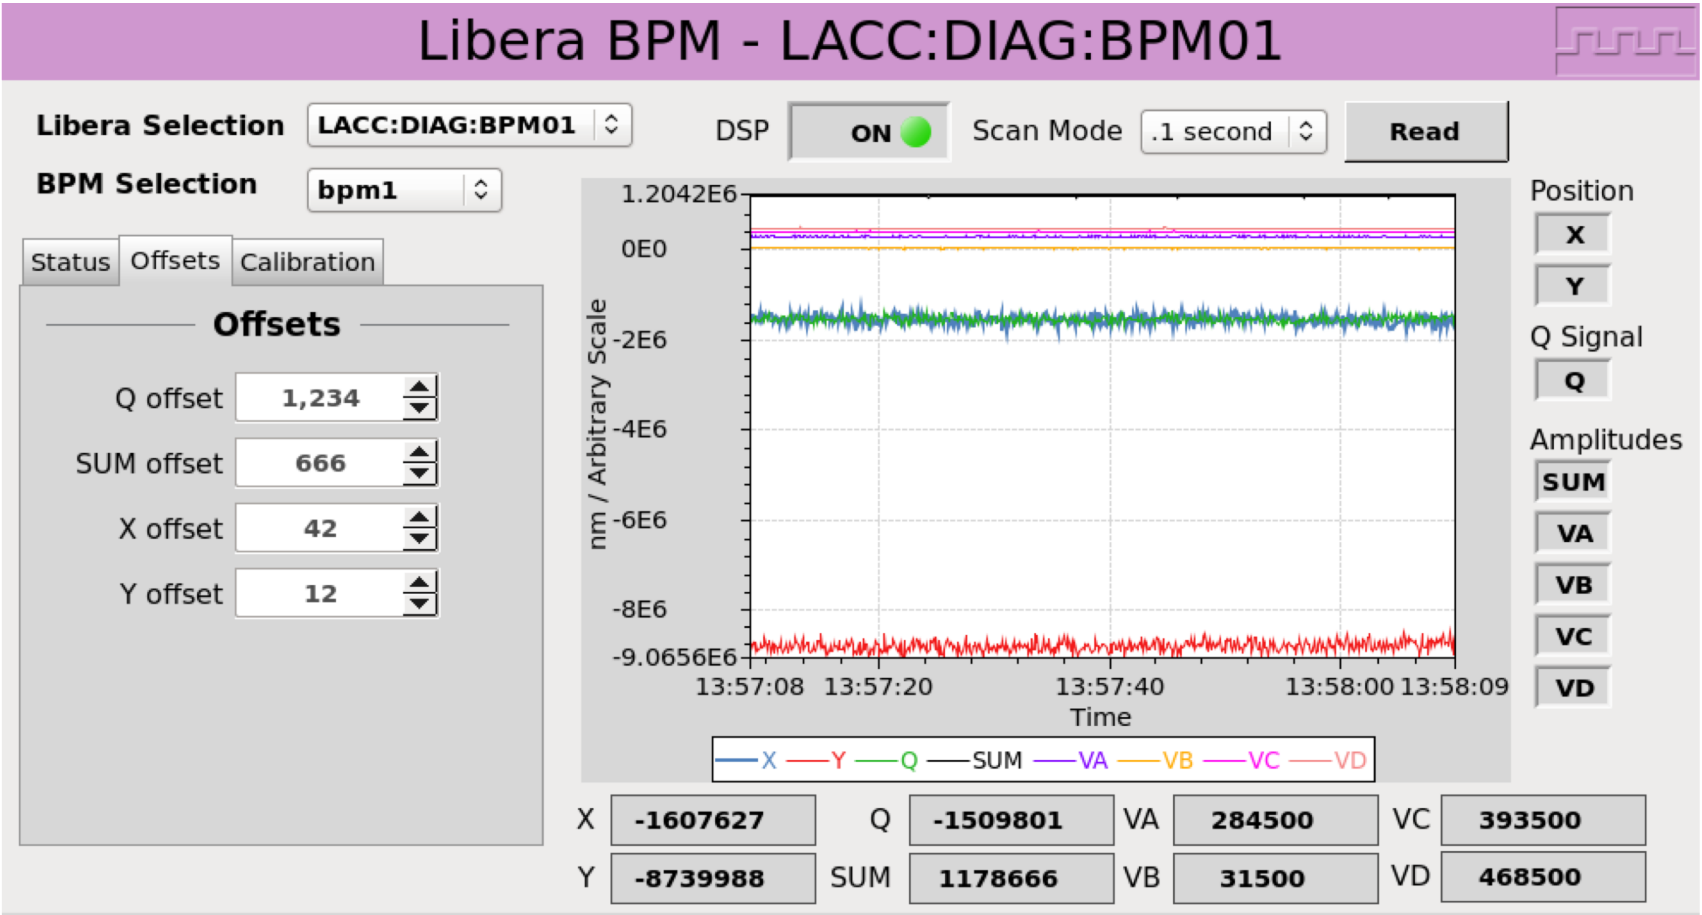 Libera BPM - LACC:DIAG:BPM01
Libera Selection LACC:DIAG:BPM01
DSP ON Scan Mode .1 second Read
BPM Selection bpm1
Status Offsets Calibration
Offsets
Q offset 1,234
SUM offset 666
X offset 42
Y offset 12
nm / Arbitrary Scale
1.2042E6
0E0
-2E6
-4E6
-6E6
-8E6
-9.0656E6
13:57:08 13:57:20 13:57:40 13:58:00 13:58:09
Time
X Y Q SUM VA VB VC VD
Position
X
Y
Q Signal
Q
Amplitudes
SUM
VA
VB
VC
VD
X -1607627 Q -1509801 VA 284500 VC 393500
Y -8739988 SUM 1178666 VB 31500 VD 468500